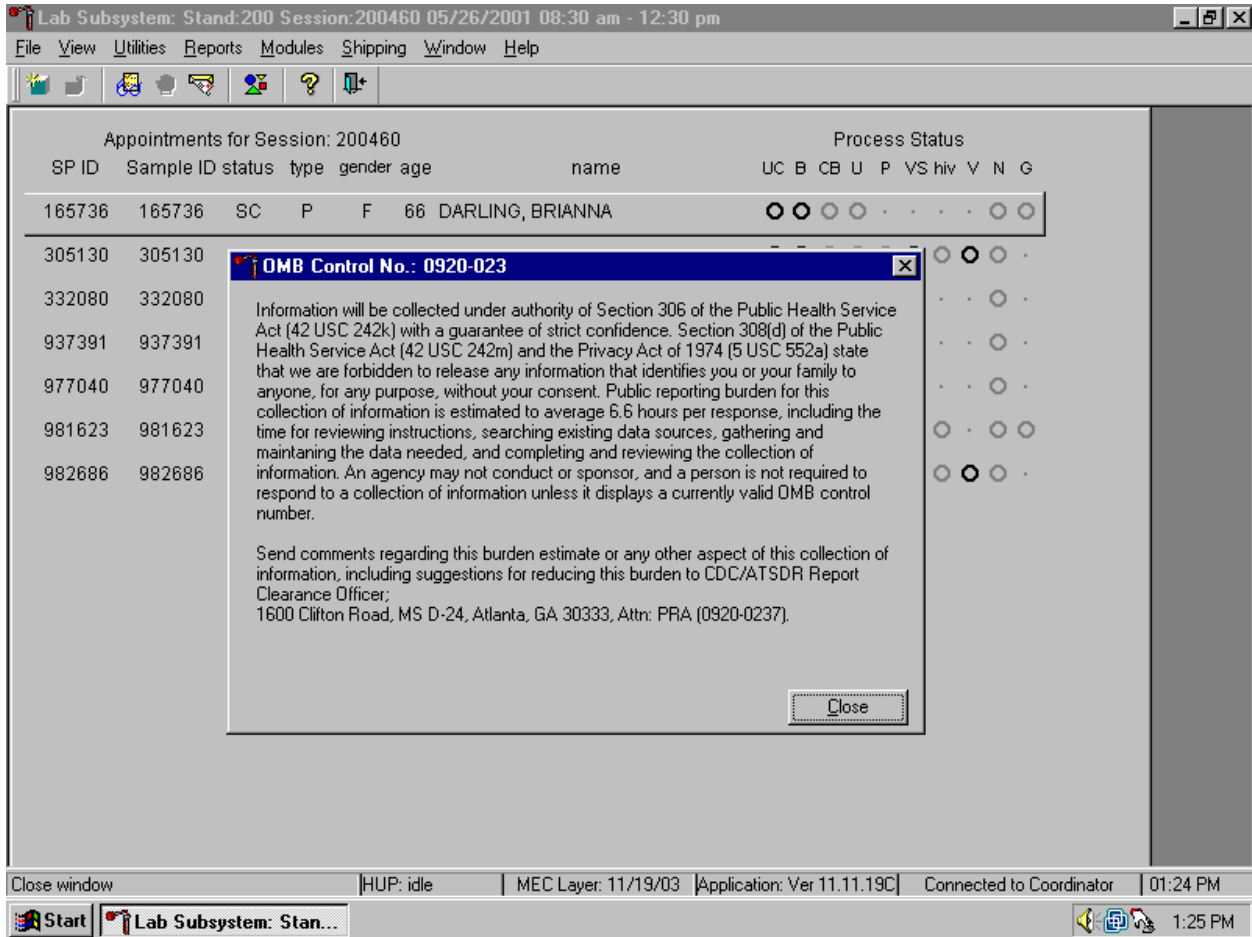 Lab Subsystem: Stand:200 Session:200460 05/26/2001 08:30 am - 12:30 pm
File View Utilities Reports Modules Shipping Window Help
Appointments for Session: 200460 Process Status
SP ID Sample ID status type gender age name UC B CB U P VS hiv V N G
165736 165736 SC P F 66 DARLING, BRIANNA
305130 305130
332080 332080
937391 937391
977040 977040
981623 981623
982686 982686
OMB Control No.: 0920-023
Information will be collected under authority of Section 306 of the Public Health Service
Act (42 USC 242k) with a guarantee of strict confidence. Section 308(d) of the Public
Health Service Act (42 USC 242m) and the Privacy Act of 1974 (5 USC 552a) state
that we are forbidden to release any information that identifies you or your family to
anyone, for any purpose, without your consent. Public reporting burden for this
collection of information is estimated to average 6.6 hours per response, including the
time for reviewing instructions, searching existing data sources, gathering and
maintaning the data needed, and completing and reviewing the collection of
information. An agency may not conduct or sponsor, and a person is not required to
respond to a collection of information unless it displays a currently valid OMB control
number.
Send comments regarding this burden estimate or any other aspect of this collection of
information, including suggestions for reducing this burden to CDC/ATSDR Report
Clearance Officer;
1600 Clifton Road, MS D-24, Atlanta, GA 30333, Attn: PRA (0920-0237).
Close
Close window HUP: idle MEC Layer: 11/19/03 Application: Ver 11.11.19C Connected to Coordinator 01:24 PM
Start Lab Subsystem: Stan... 1:25 PM